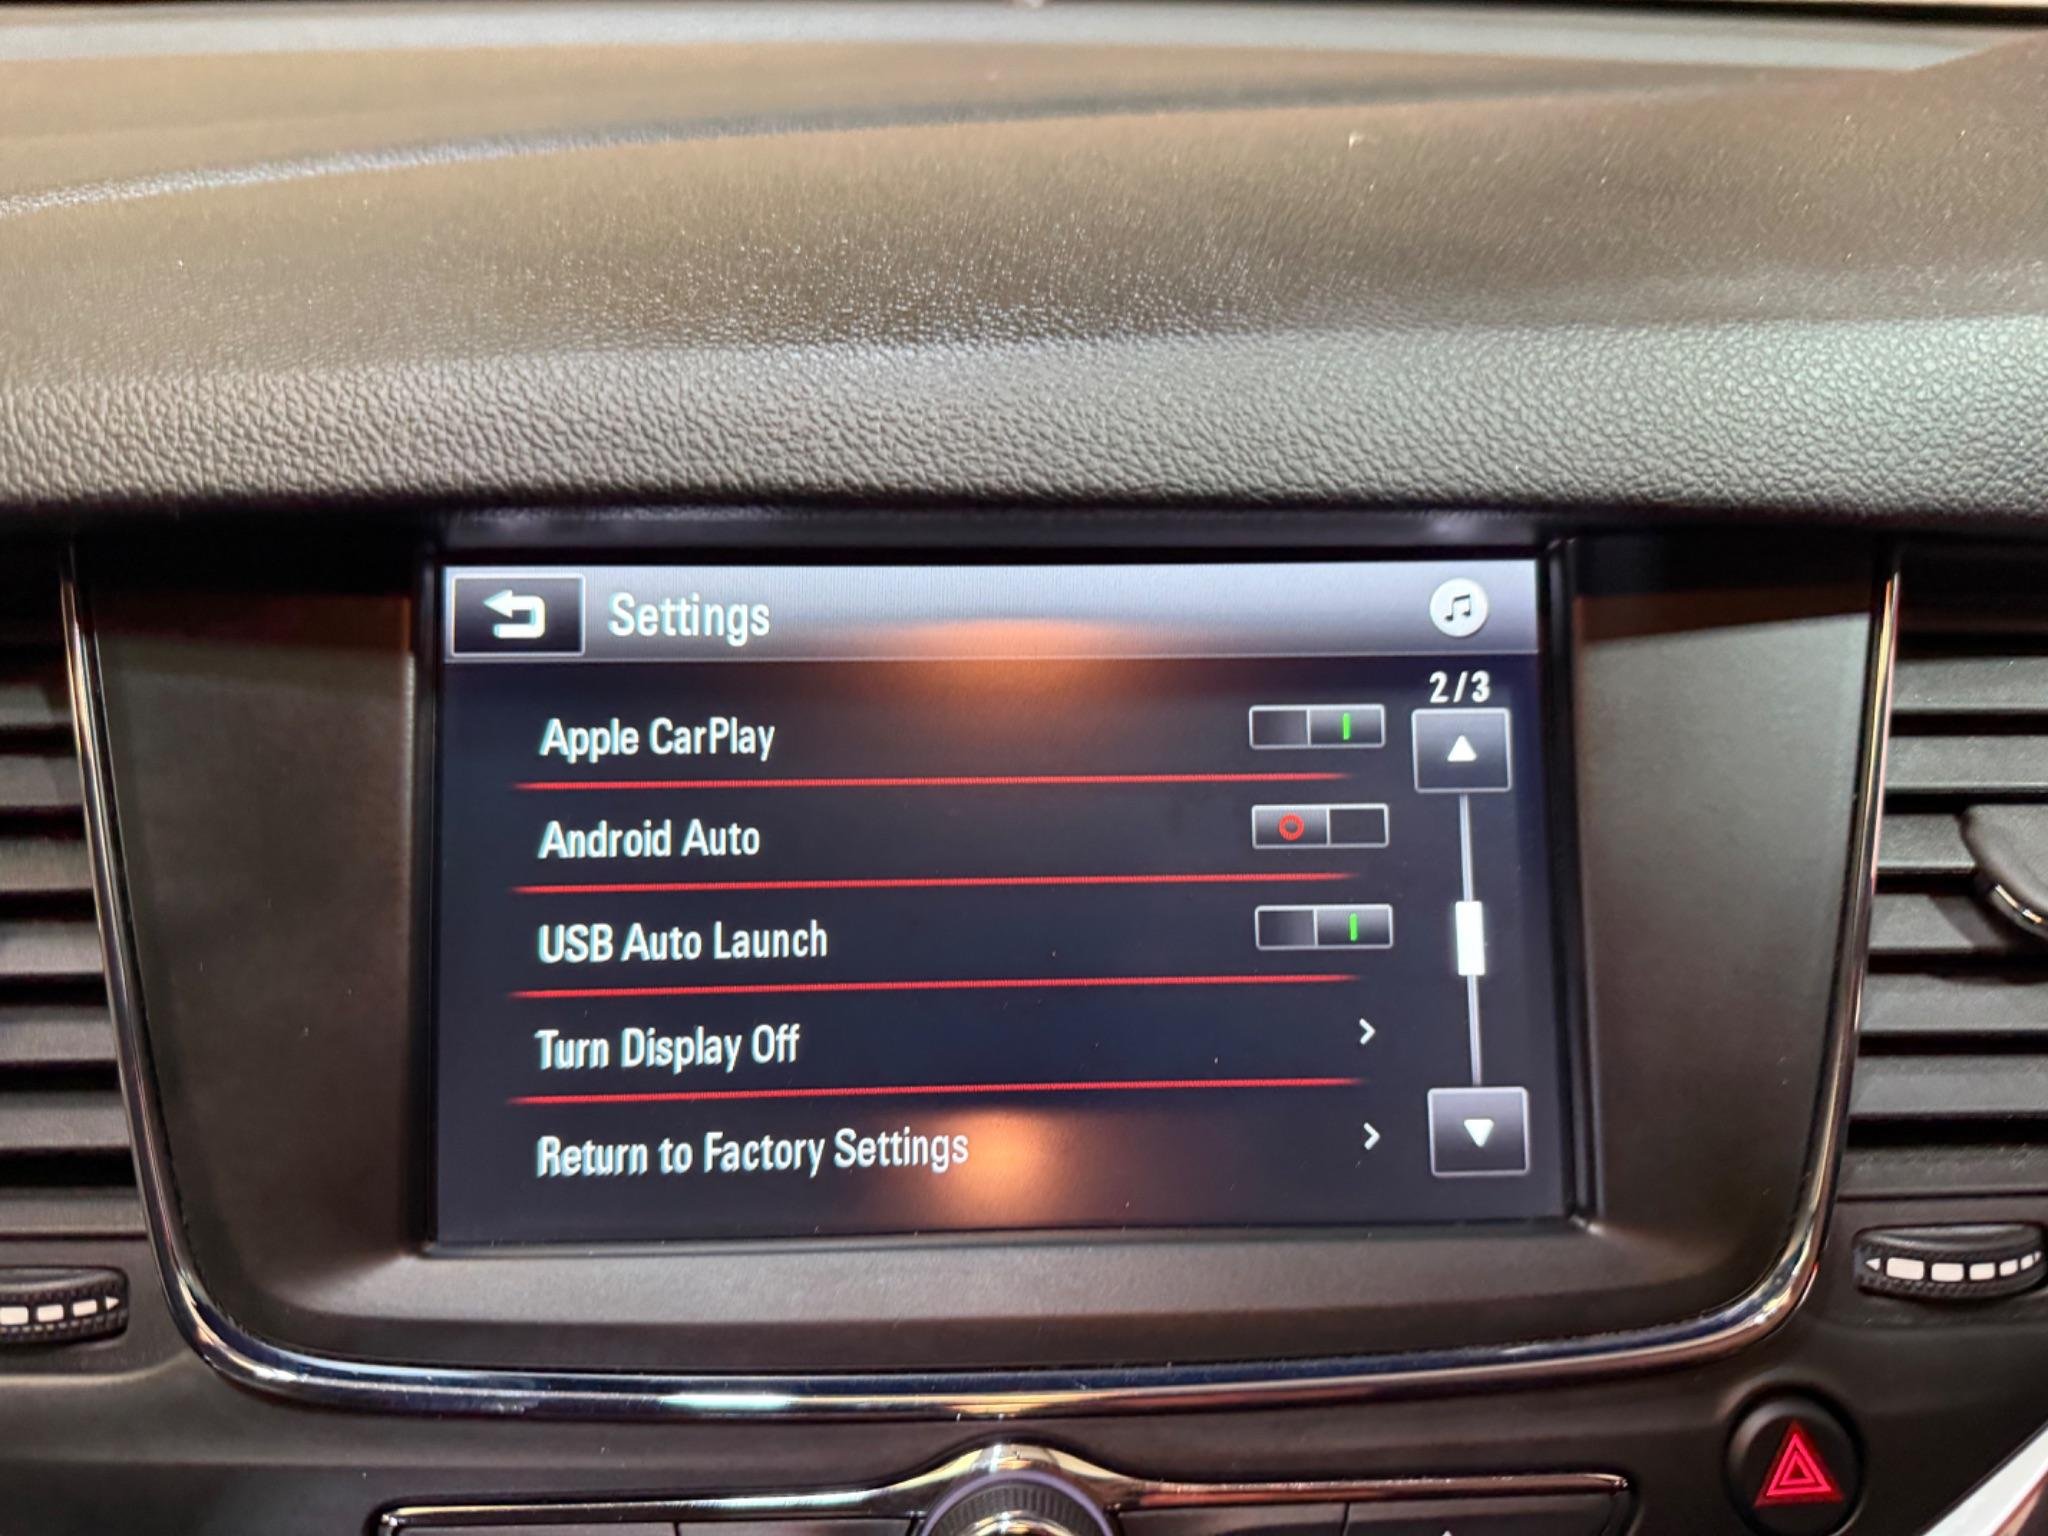 Settings
2/3
Apple CarPlay
Android Auto
USB Auto Launch
Turn Display Off
Return to Factory Settings